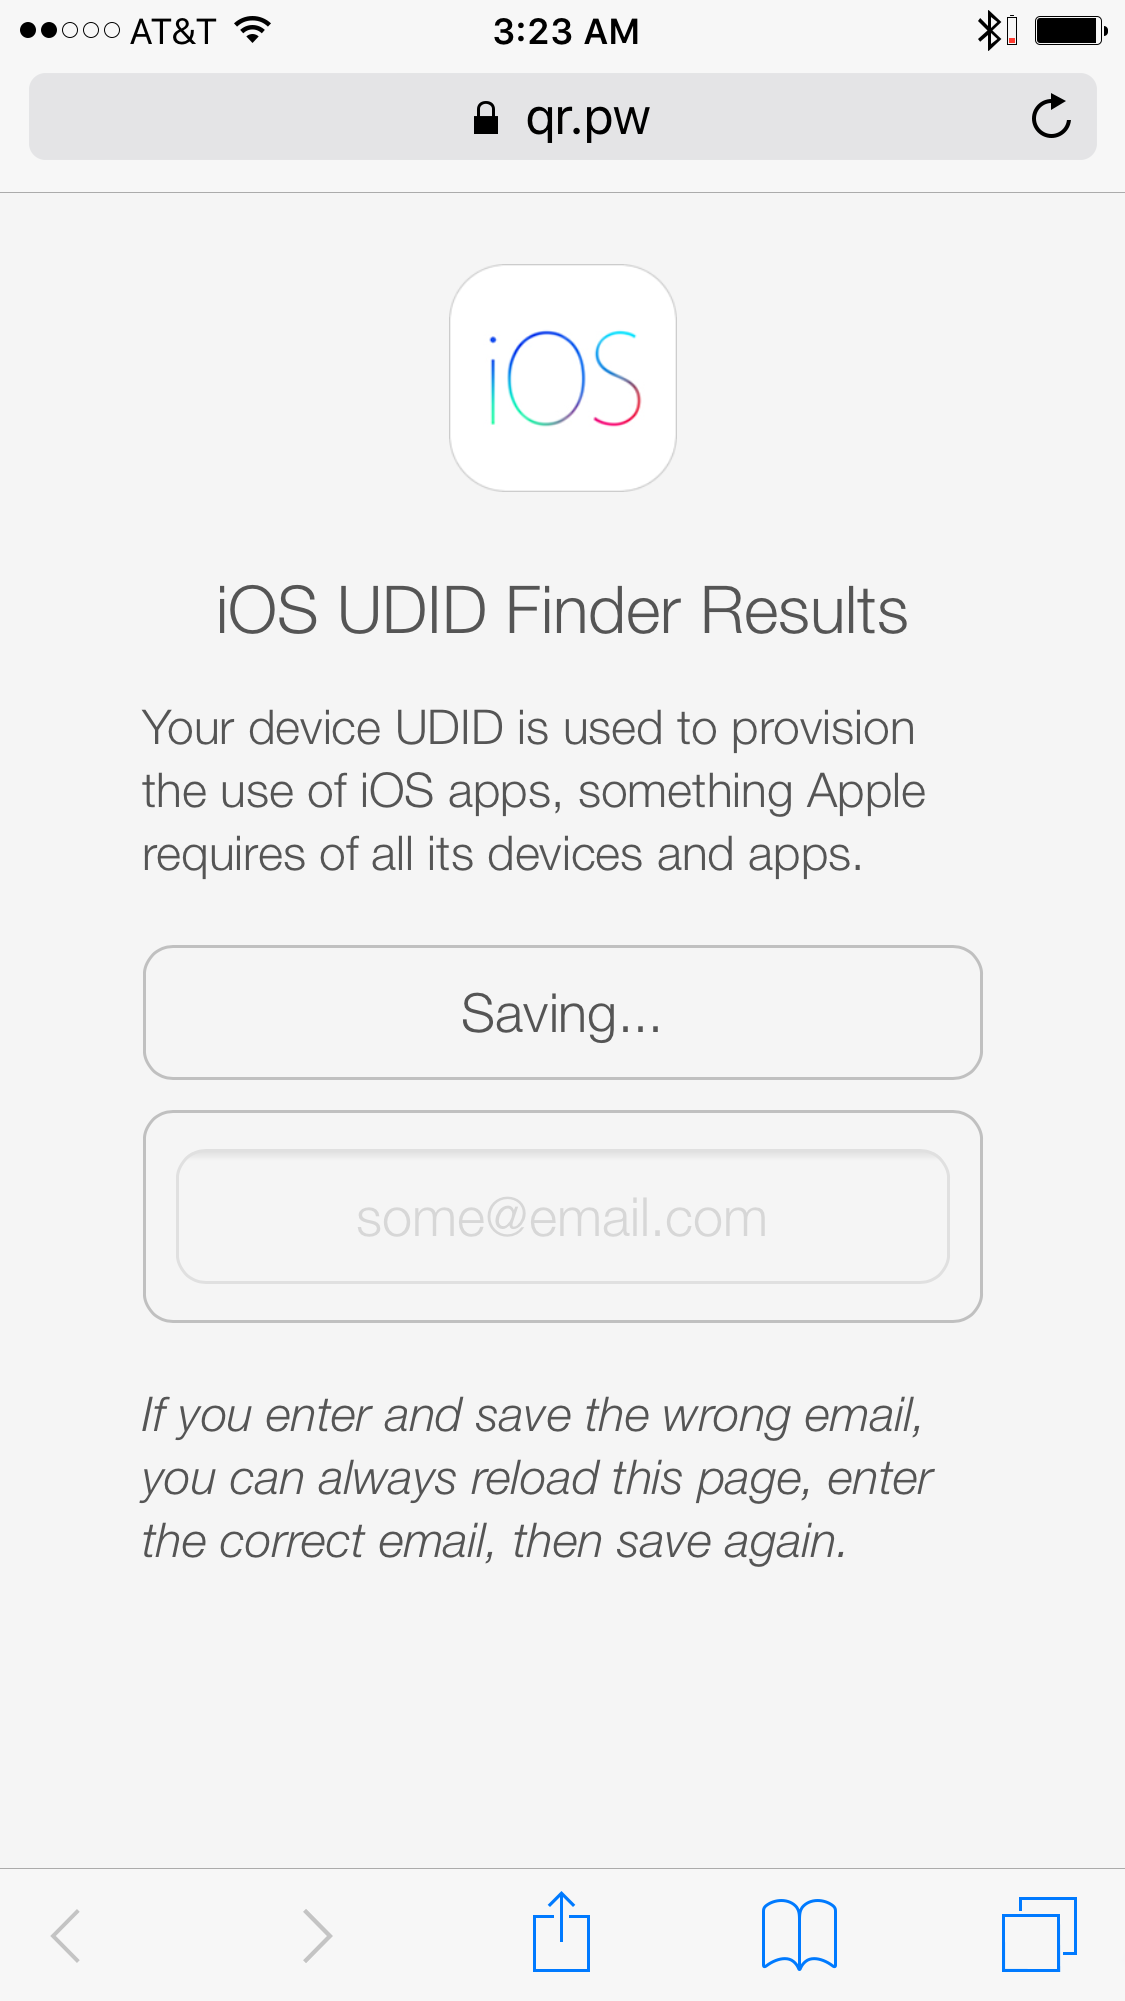 AT&T 3:23 AM
qr.pw
iOS
iOS UDID Finder Results
Your device UDID is used to provision
the use of iOS apps, something Apple
requires of all its devices and apps.
Saving...
some@email.com
If you enter and save the wrong email,
you can always reload this page, enter
the correct email, then save again.